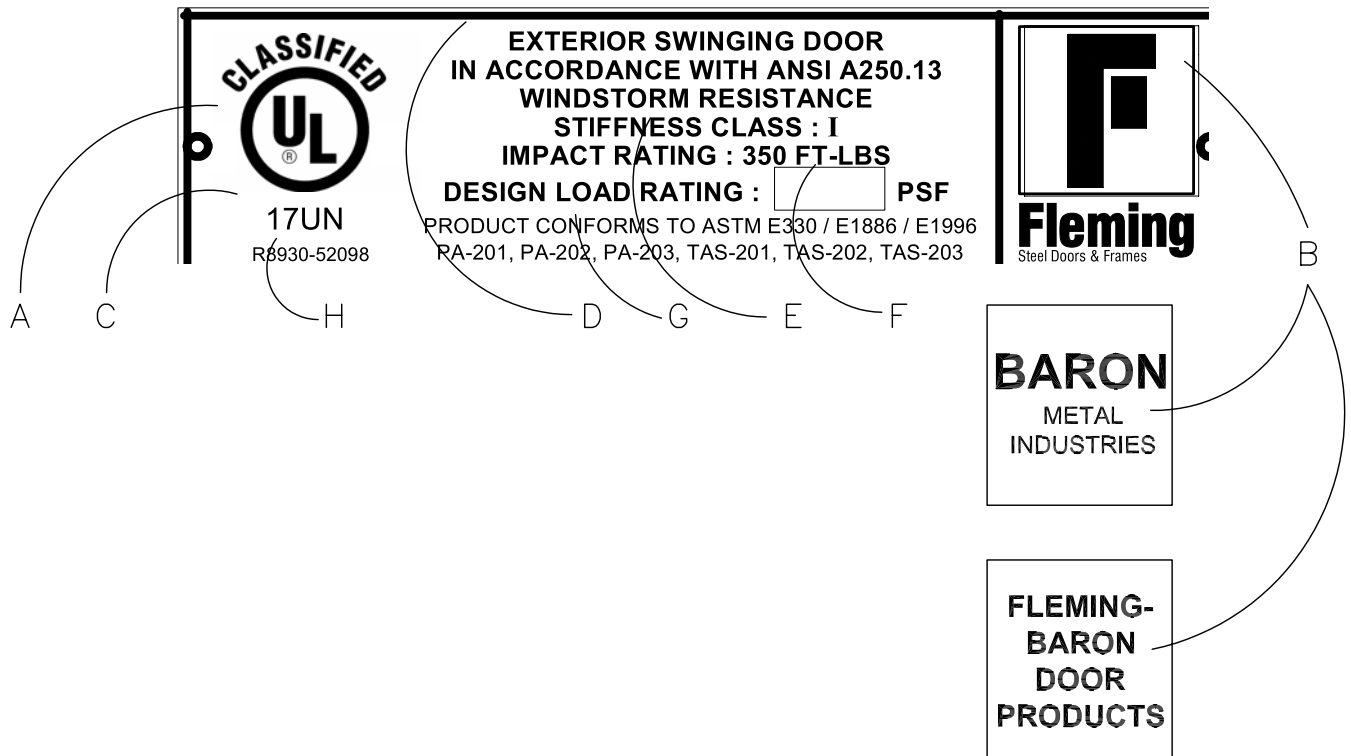 CLASSIFIED
UL
®
17UN
R8930-52098
EXTERIOR SWINGING DOOR
IN ACCORDANCE WITH ANSI A250.13
WINDSTORM RESISTANCE
STIFFNESS CLASS : I
IMPACT RATING : 350 FT-LBS
DESIGN LOAD RATING : PSF
PRODUCT CONFORMS TO ASTM E330 / E1886 / E1996
PA-201, PA-202, PA-203, TAS-201, TAS-202, TAS-203
Fleming
Steel Doors & Frames
B
A C H D G E F
BARON
METAL
INDUSTRIES
FLEMING-
BARON
DOOR
PRODUCTS